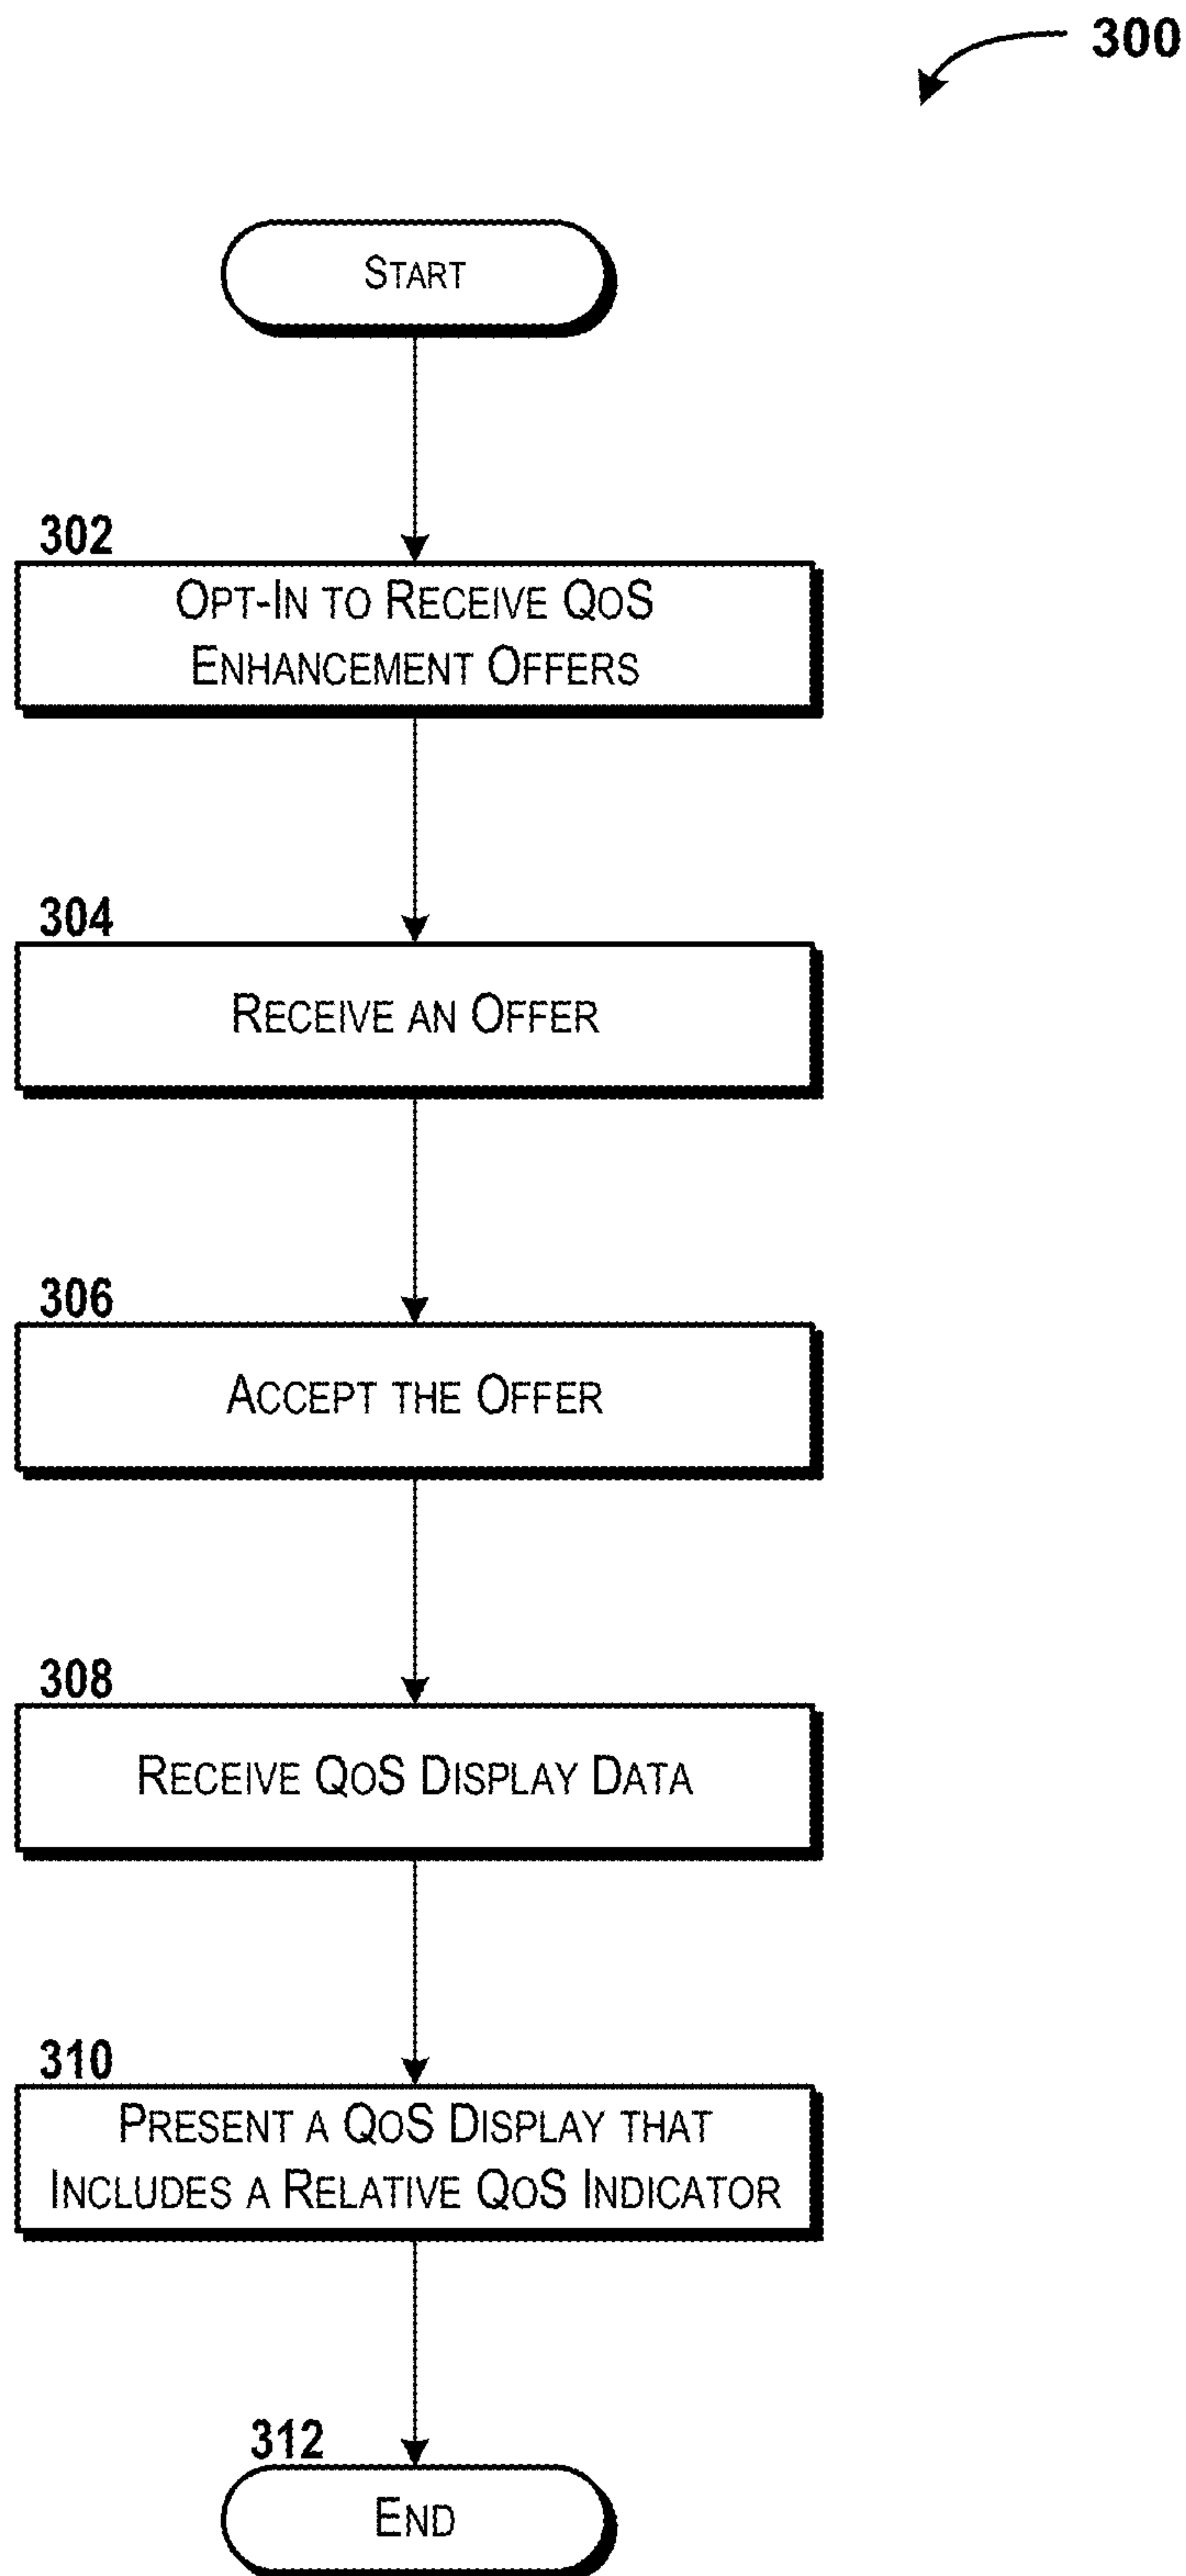 300
START
302
OPT-IN TO RECEIVE QOS
ENHANCEMENT OFFERS
304
RECEIVE AN OFFER
306
ACCEPT THE OFFER
308
RECEIVE QOS DISPLAY DATA
310
PRESENT A QOS DISPLAY THAT
INCLUDES A RELATIVE QOS INDICATOR
312
END